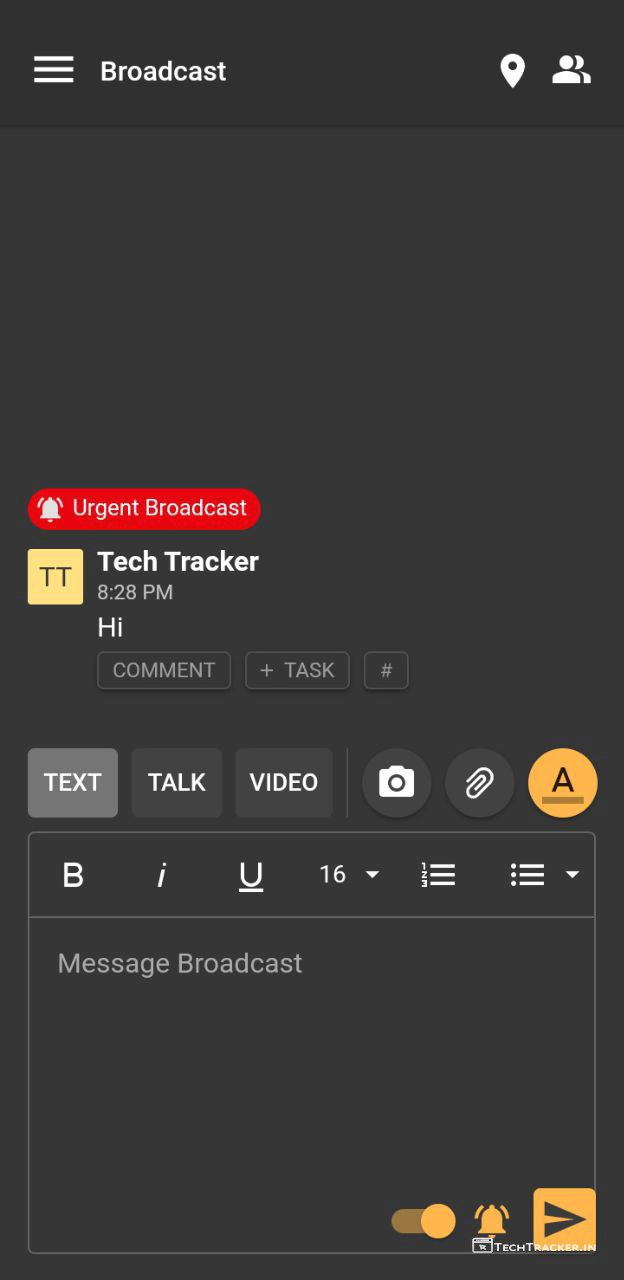 Broadcast
Urgent Broadcast
TT
Tech Tracker
8:28 PM
Hi
COMMENT
+ TASK
#
TEXT
TALK
VIDEO
A
B
i
U
16
Message Broadcast
TECHTRACKER.IN